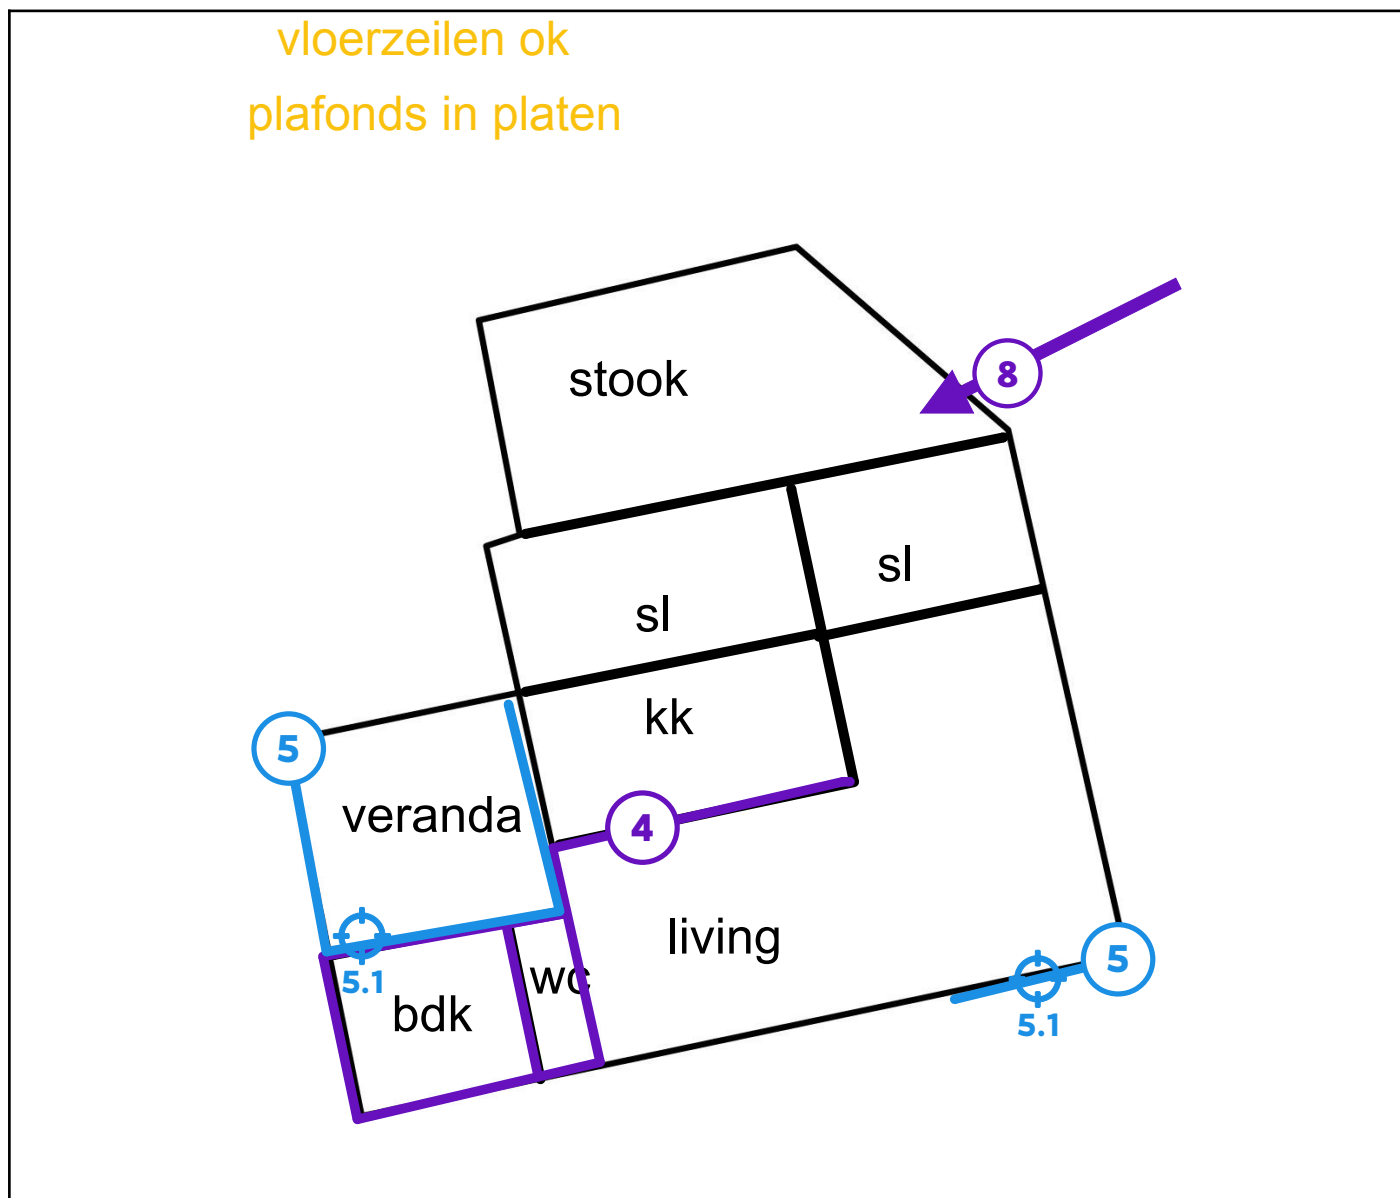 vloerzeilen ok
plafonds in platen
stook
8
sl
sl
kk
5
veranda
4
living
5
5.1
wc
bdk
5.1